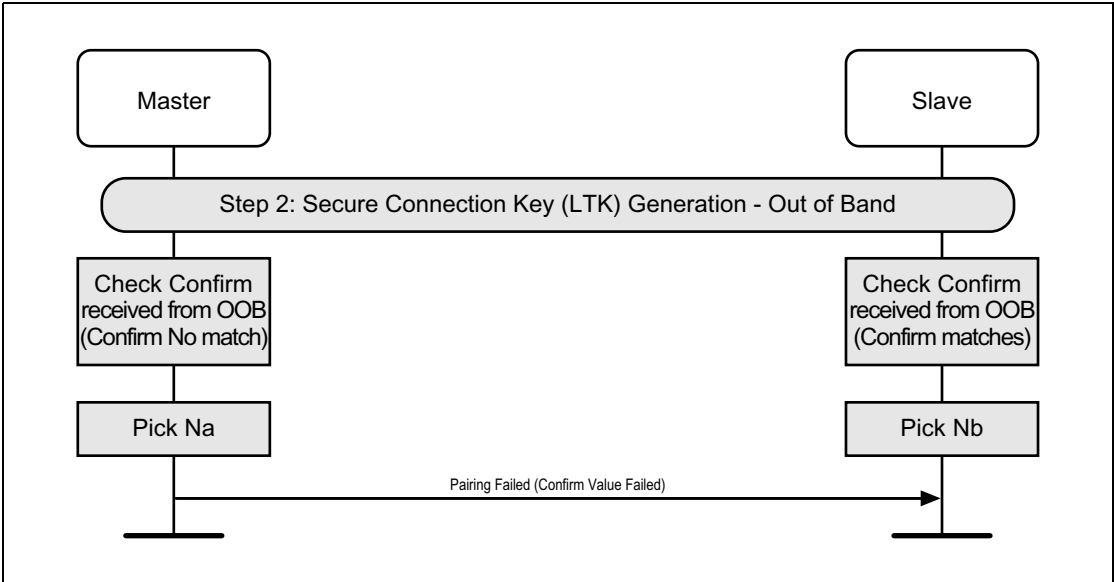 Master
Slave
Step 2: Secure Connection Key (LTK) Generation - Out of Band
Check Confirm
received from OOB
(Confirm No match)
Check Confirm
received from OOB
(Confirm matches)
Pick Na
Pick Nb
Pairing Failed (Confirm Value Failed)